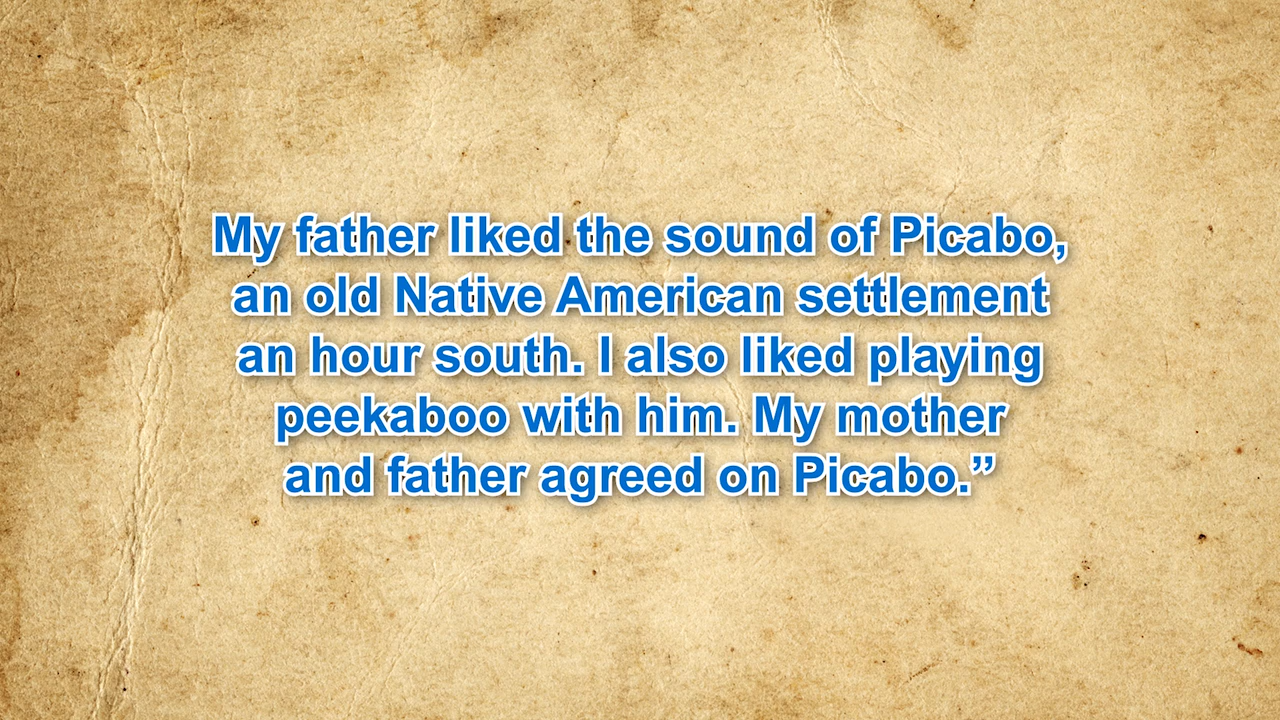 My father liked the sound of Picabo,
an old Native American settlement
an hour south. I also liked playing
peekaboo with him. My mother
and father agreed on Picabo.”